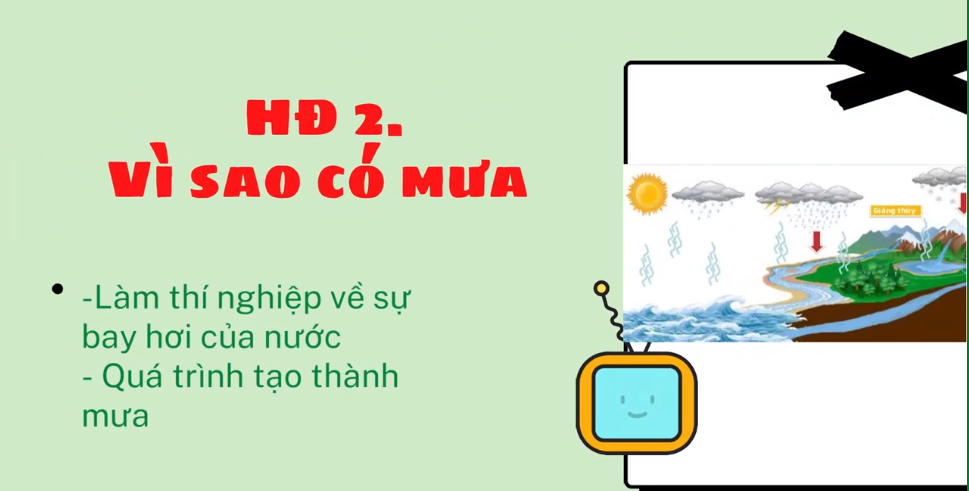 HĐ 2.
Vì sao có mưa
-Làm thí nghiệp về sự
bay hơi của nước
- Quá trình tạo thành
mưa
Giáng thủy